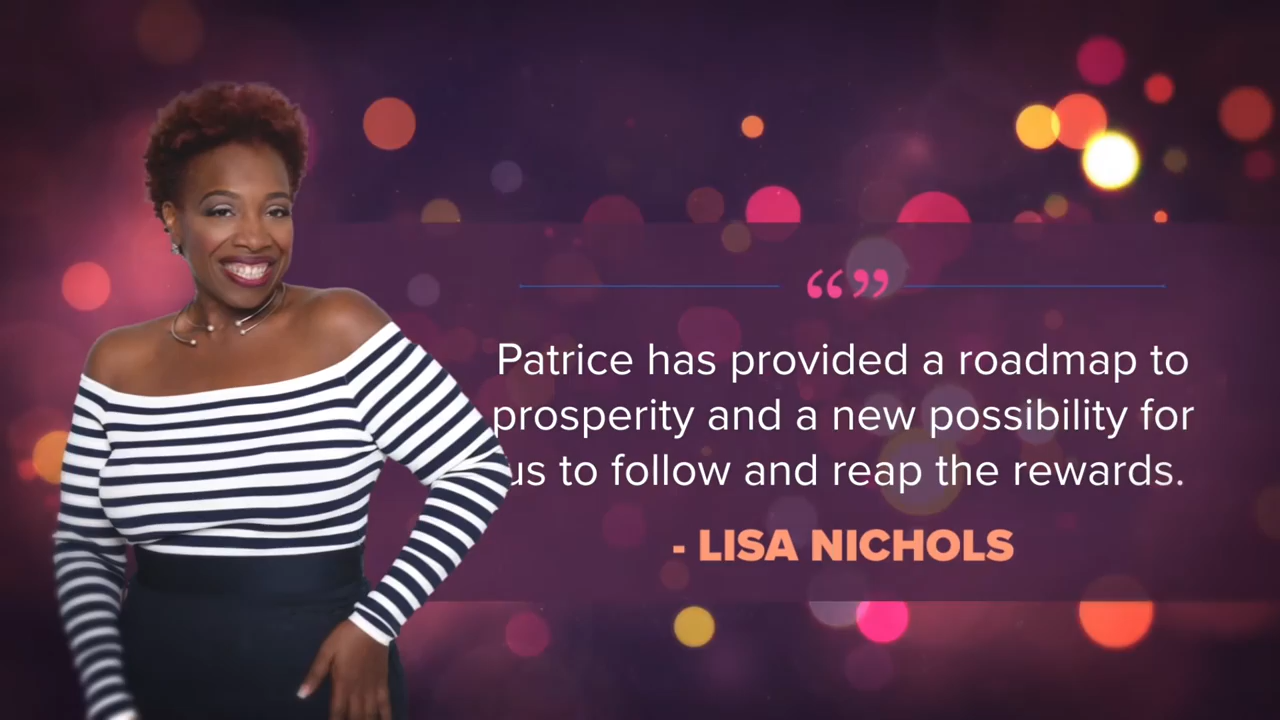 “ ”
Patrice has provided a roadmap to
prosperity and a new possibility for
us to follow and reap the rewards.
- LISA NICHOLS